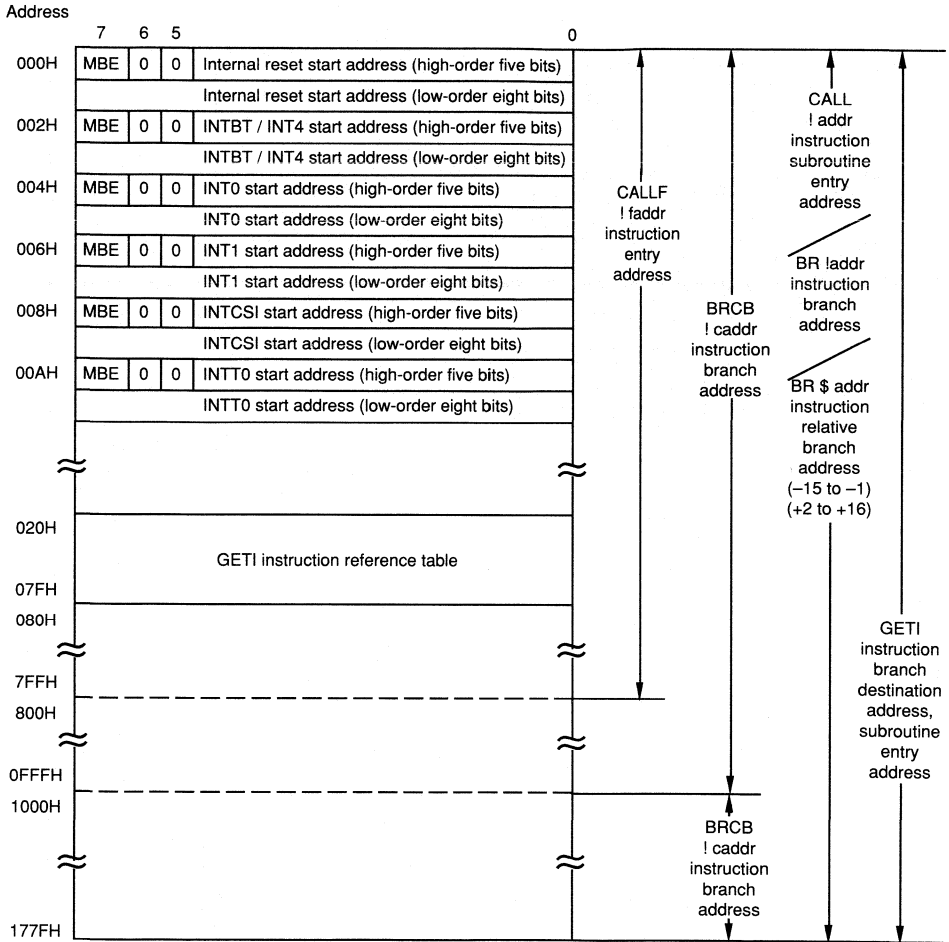 Address
7 6 5 0
000H MBE 0 0 Internal reset start address (high-order five bits)
Internal reset start address (low-order eight bits)
002H MBE 0 0 INTBT / INT4 start address (high-order five bits)
INTBT / INT4 start address (low-order eight bits)
004H MBE 0 0 INT0 start address (high-order five bits)
INT0 start address (low-order eight bits)
006H MBE 0 0 INT1 start address (high-order five bits)
INT1 start address (low-order eight bits)
008H MBE 0 0 INTCSI start address (high-order five bits)
INTCSI start address (low-order eight bits)
00AH MBE 0 0 INTT0 start address (high-order five bits)
INTT0 start address (low-order eight bits)
020H
GETI instruction reference table
07FH
080H
7FFH
800H
0FFFH
1000H
177FH
CALLF
! faddr
instruction
entry
address
BRCB
! caddr
instruction
branch
address
BRCB
! caddr
instruction
branch
address
CALL
! addr
instruction
subroutine
entry
address
BR !addr
instruction
branch
address
BR $ addr
instruction
relative
branch
address
(–15 to –1)
(+2 to +16)
GETI
instruction
branch
destination
address,
subroutine
entry
address